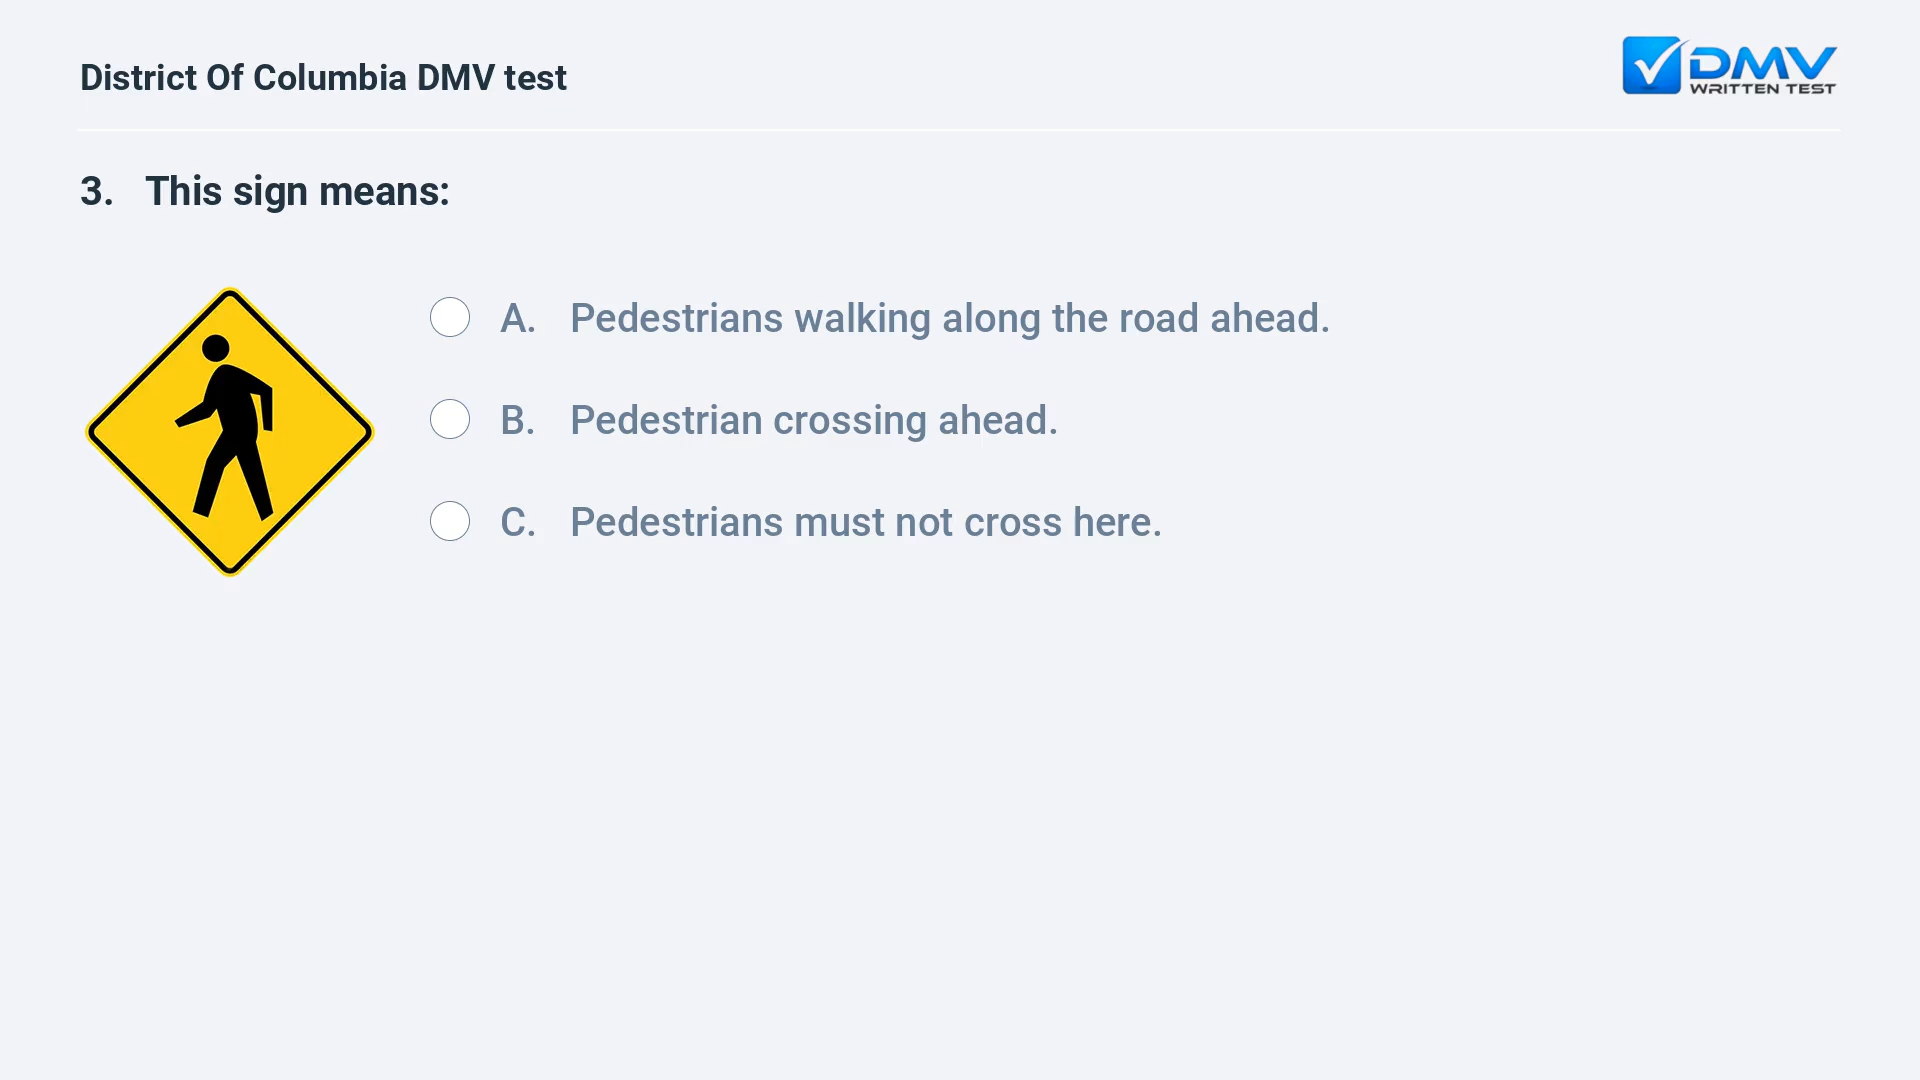 District Of Columbia DMV test
DMV
WRITTEN TEST
3. This sign means:
A. Pedestrians walking along the road ahead.
B. Pedestrian crossing ahead.
C. Pedestrians must not cross here.